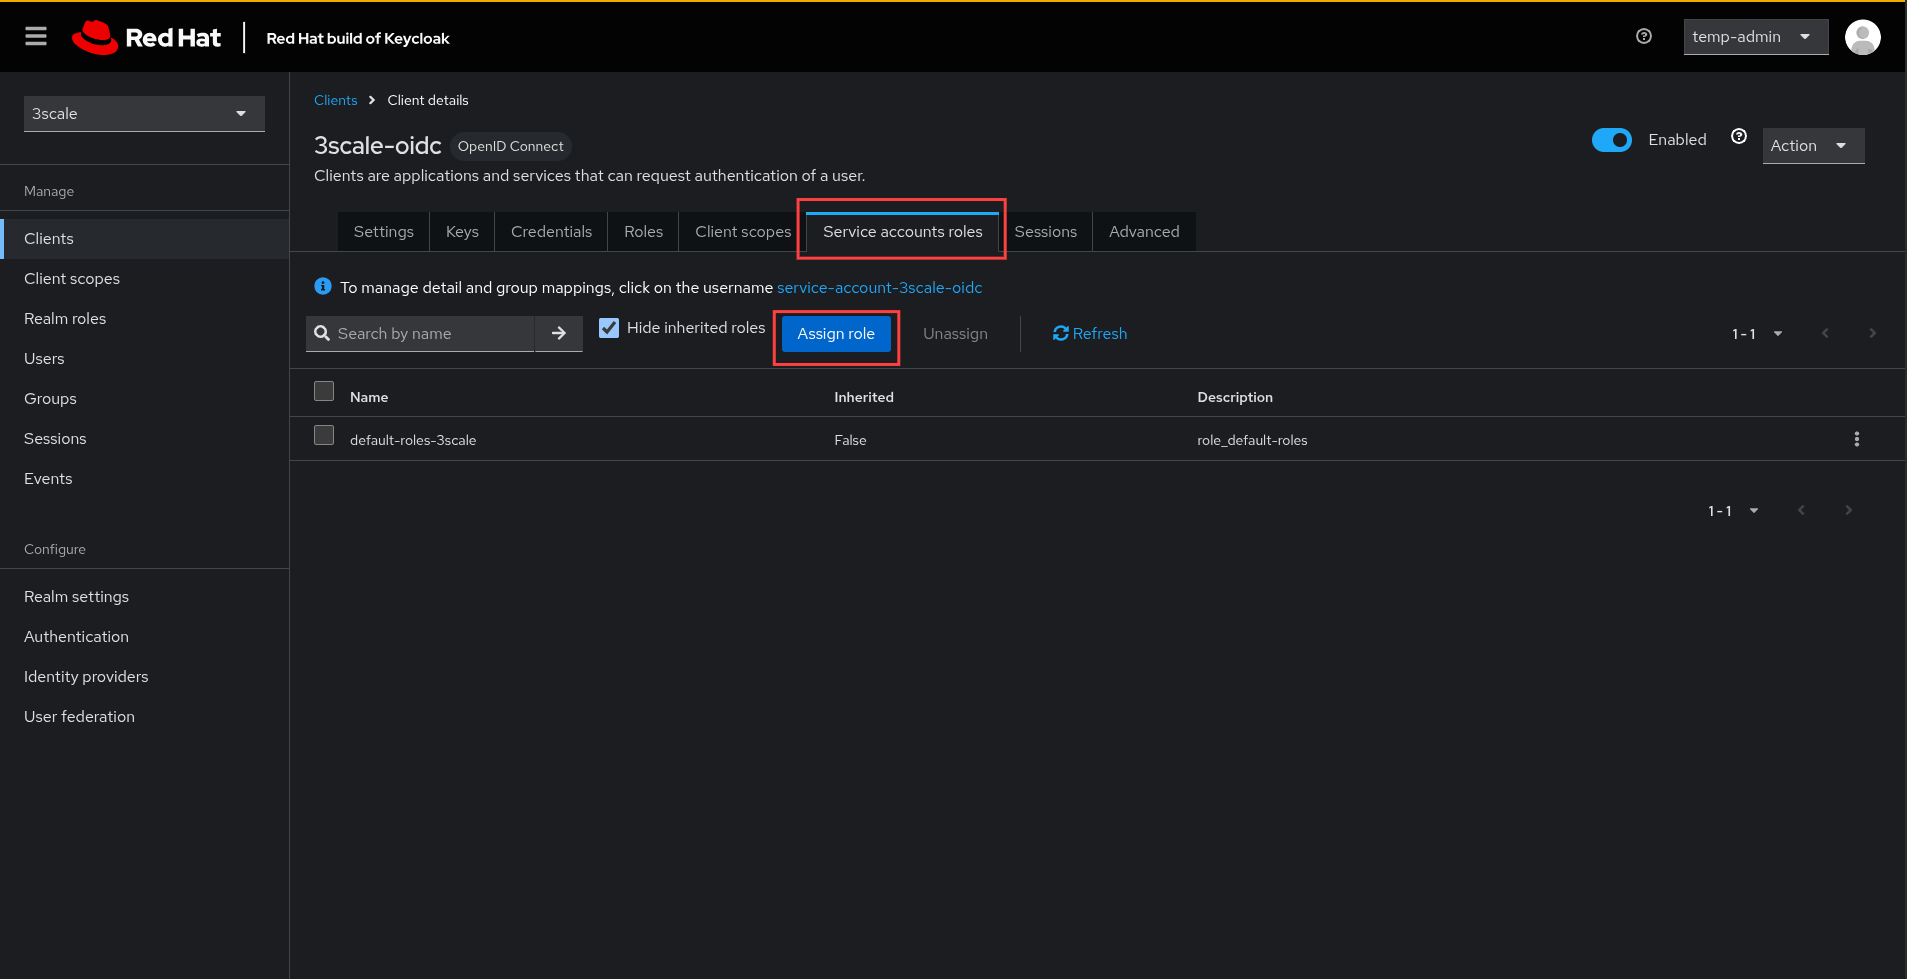 Red Hat
Red Hat build of Keycloak
temp-admin
3scale
Manage
Clients
Client scopes
Realm roles
Users
Groups
Sessions
Events
Configure
Realm settings
Authentication
Identity providers
User federation
Clients > Client details
3scale-oidc OpenID Connect
Enabled
Action
Clients are applications and services that can request authentication of a user.
Settings Keys Credentials Roles Client scopes Service accounts roles Sessions Advanced
To manage detail and group mappings, click on the username service-account-3scale-oidc
Search by name Hide inherited roles Assign role Unassign Refresh 1 - 1
Name Inherited Description
default-roles-3scale False role_default-roles
1 - 1